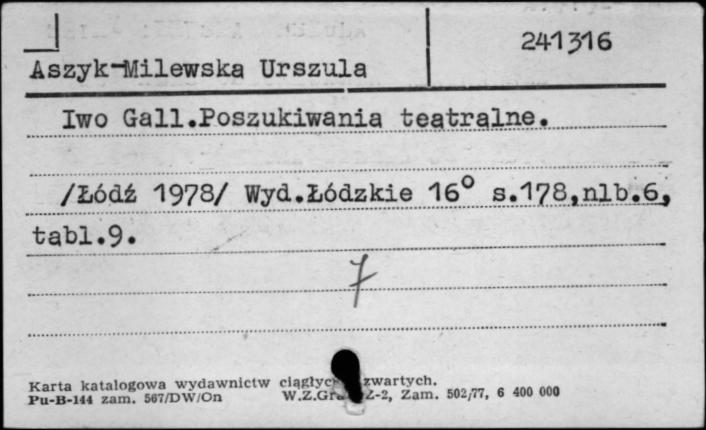 241316
Aszyk-Milewska Urszula
Iwo Gall.Poszukiwania teatralne.
/Łódź 1978/ Wyd.Łódzkie 16° s.178,nlb.6,
tabl.9.
7
Karta katalogowa wydawnictw zwartych.
Pu-B-144 zam. 567/DW/On Zam. 502/77, 6 400 000